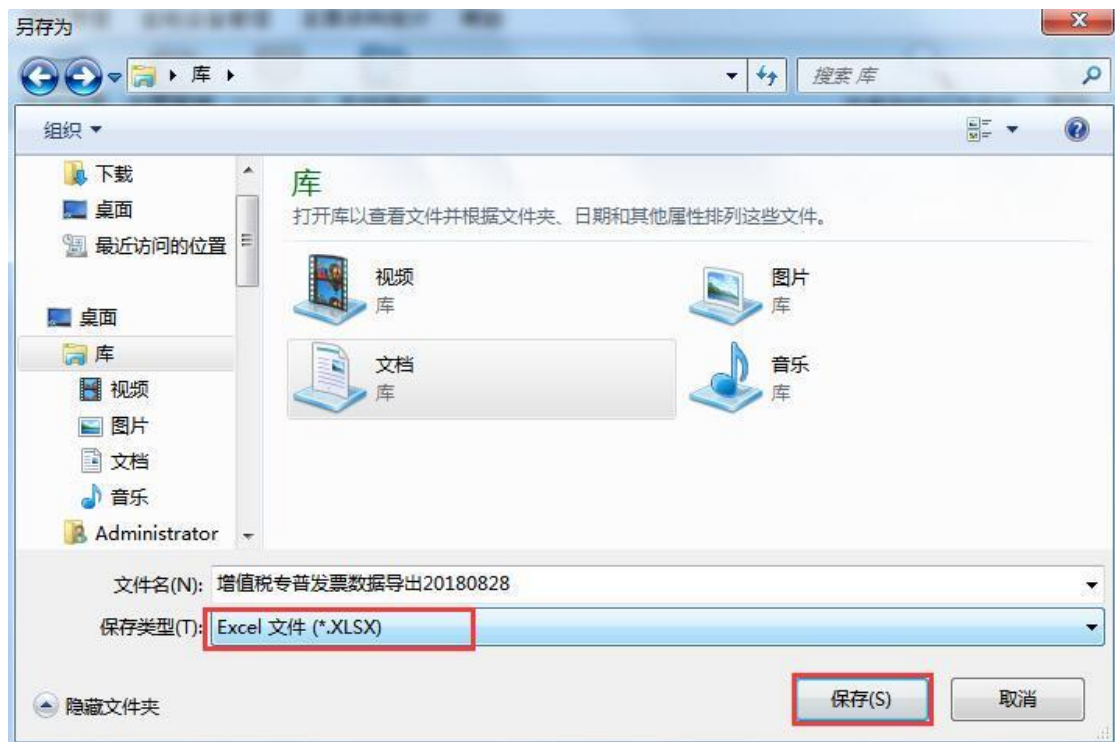 另存为
库
搜索 库
组织
下载
桌面
最近访问的位置
桌面
库
视频
图片
文档
音乐
Administrator
库
打开库以查看文件并根据文件夹、日期和其他属性排列这些文件。
视频
库
图片
库
文档
库
音乐
库
文件名(N): 增值税专普发票数据导出20180828
保存类型(T): Excel 文件 (*.XLSX)
隐藏文件夹
保存(S)
取消